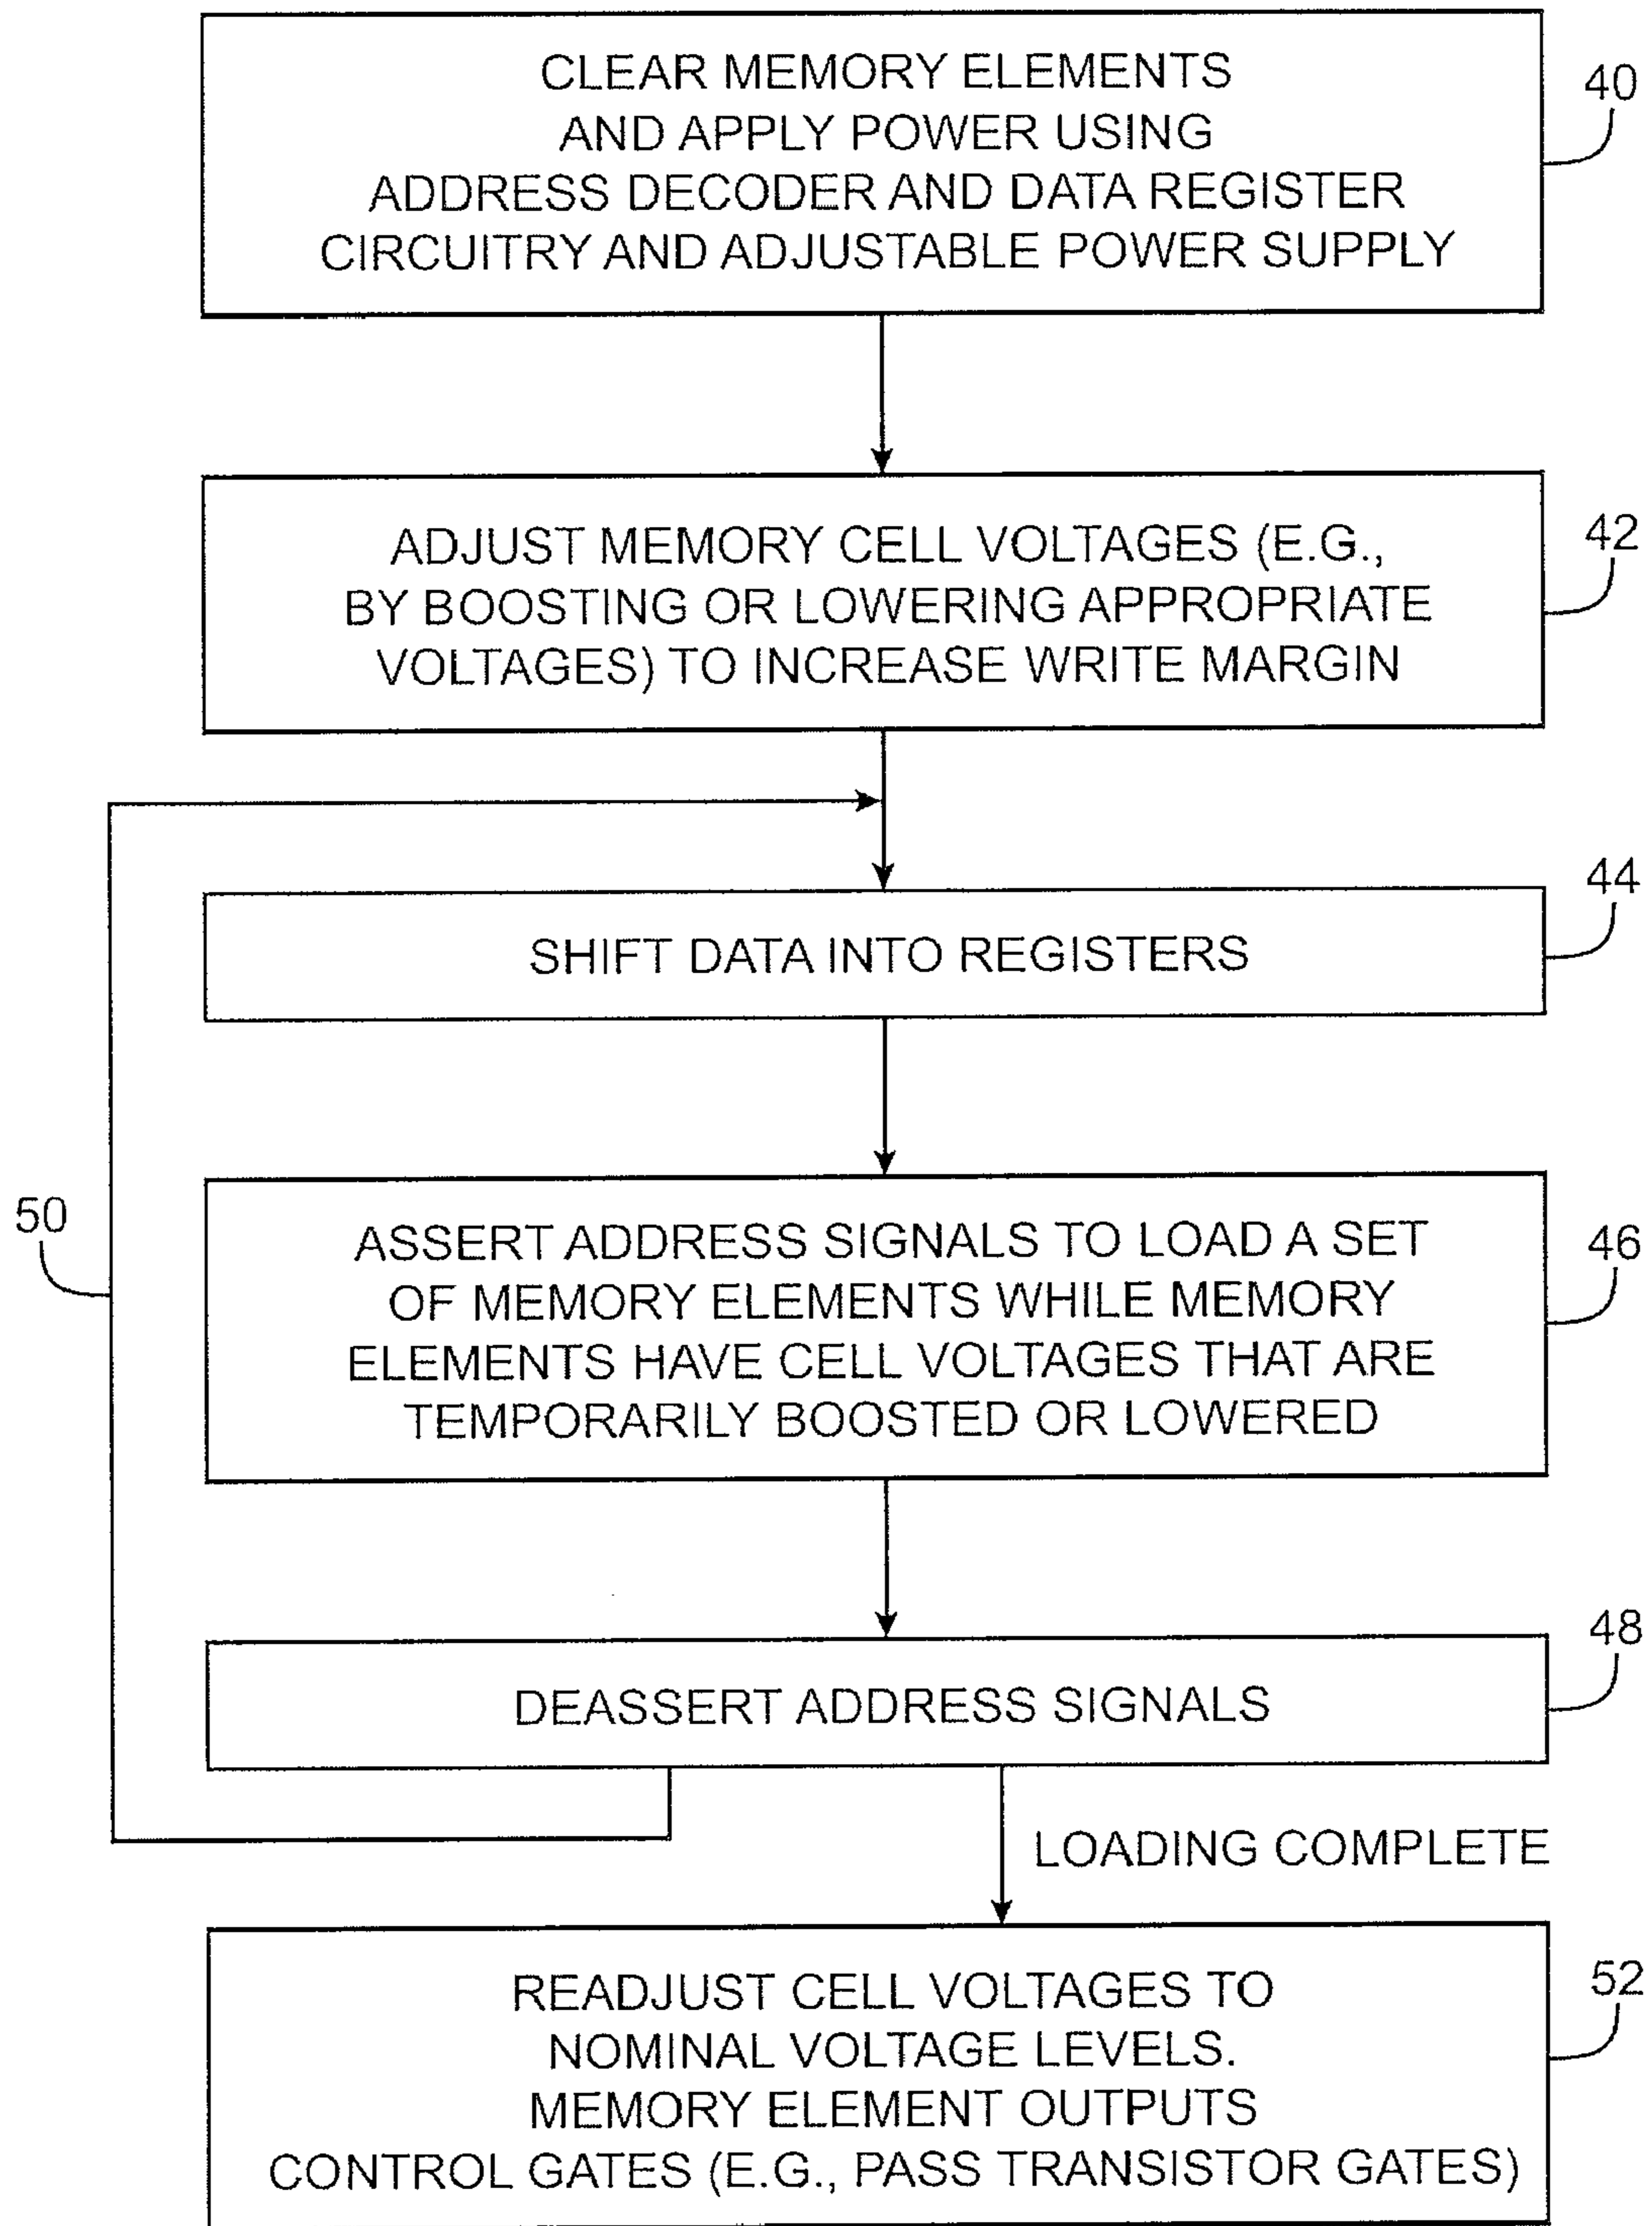 CLEAR MEMORY ELEMENTS
AND APPLY POWER USING
ADDRESS DECODER AND DATA REGISTER
CIRCUITRY AND ADJUSTABLE POWER SUPPLY
40
ADJUST MEMORY CELL VOLTAGES (E.G.,
BY BOOSTING OR LOWERING APPROPRIATE
VOLTAGES) TO INCREASE WRITE MARGIN
42
SHIFT DATA INTO REGISTERS
44
50
ASSERT ADDRESS SIGNALS TO LOAD A SET
OF MEMORY ELEMENTS WHILE MEMORY
ELEMENTS HAVE CELL VOLTAGES THAT ARE
TEMPORARILY BOOSTED OR LOWERED
46
DEASSERT ADDRESS SIGNALS
48
LOADING COMPLETE
READJUST CELL VOLTAGES TO
NOMINAL VOLTAGE LEVELS.
MEMORY ELEMENT OUTPUTS
CONTROL GATES (E.G., PASS TRANSISTOR GATES)
52